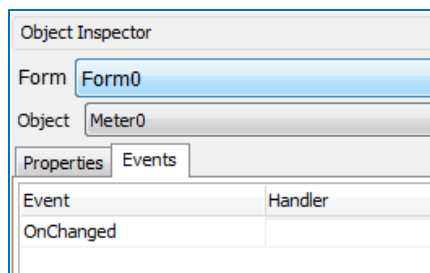 Object Inspector
Form Form0
Object Meter0
Properties Events
Event Handler
OnChanged